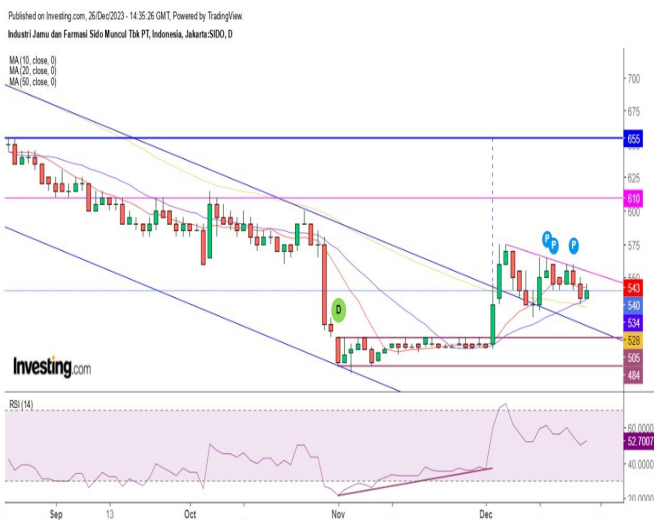 Published on Investing.com, 26/Dec/2023 - 14:35:26 GMT, Powered by TradingView.
Industri Jamu dan Farmasi Sido Muncul Tbk PT, Indonesia, Jakarta:SIDO, D
MA (10, close, 0)
MA (20, close, 0)
MA (50, close, 0)
700
675
655
625
610
600
575
P
P
P
550
543
540
534
D
528
505
484
Investing.com
RSI (14)
60.0000
52.7007
40.0000
20.0000
Sep
13
Oct
Nov
Dec